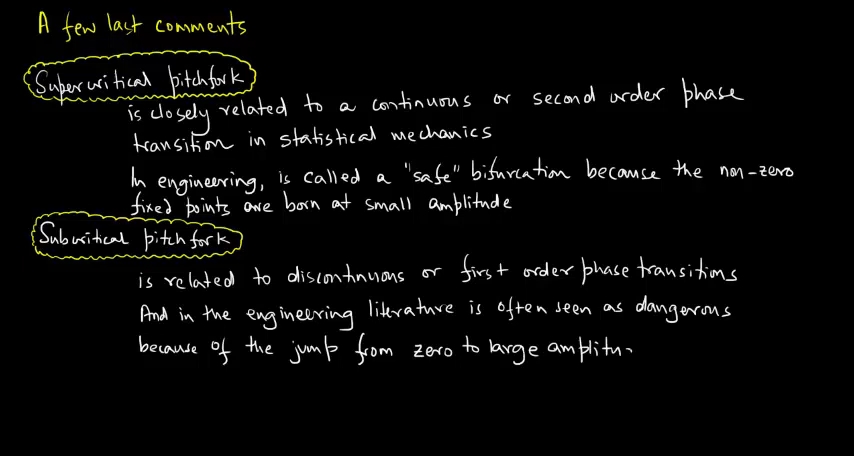 A few last comments
Supercritical pitchfork
is closely related to a continuous or second order phase
transition in statistical mechanics
In engineering, is called a "safe" bifurcation because the non-zero
fixed points are born at small amplitude
Subcritical pitchfork
is related to discontinuous or first order phase transitions
And in the engineering literature is often seen as dangerous
because of the jump from zero to large amplitu